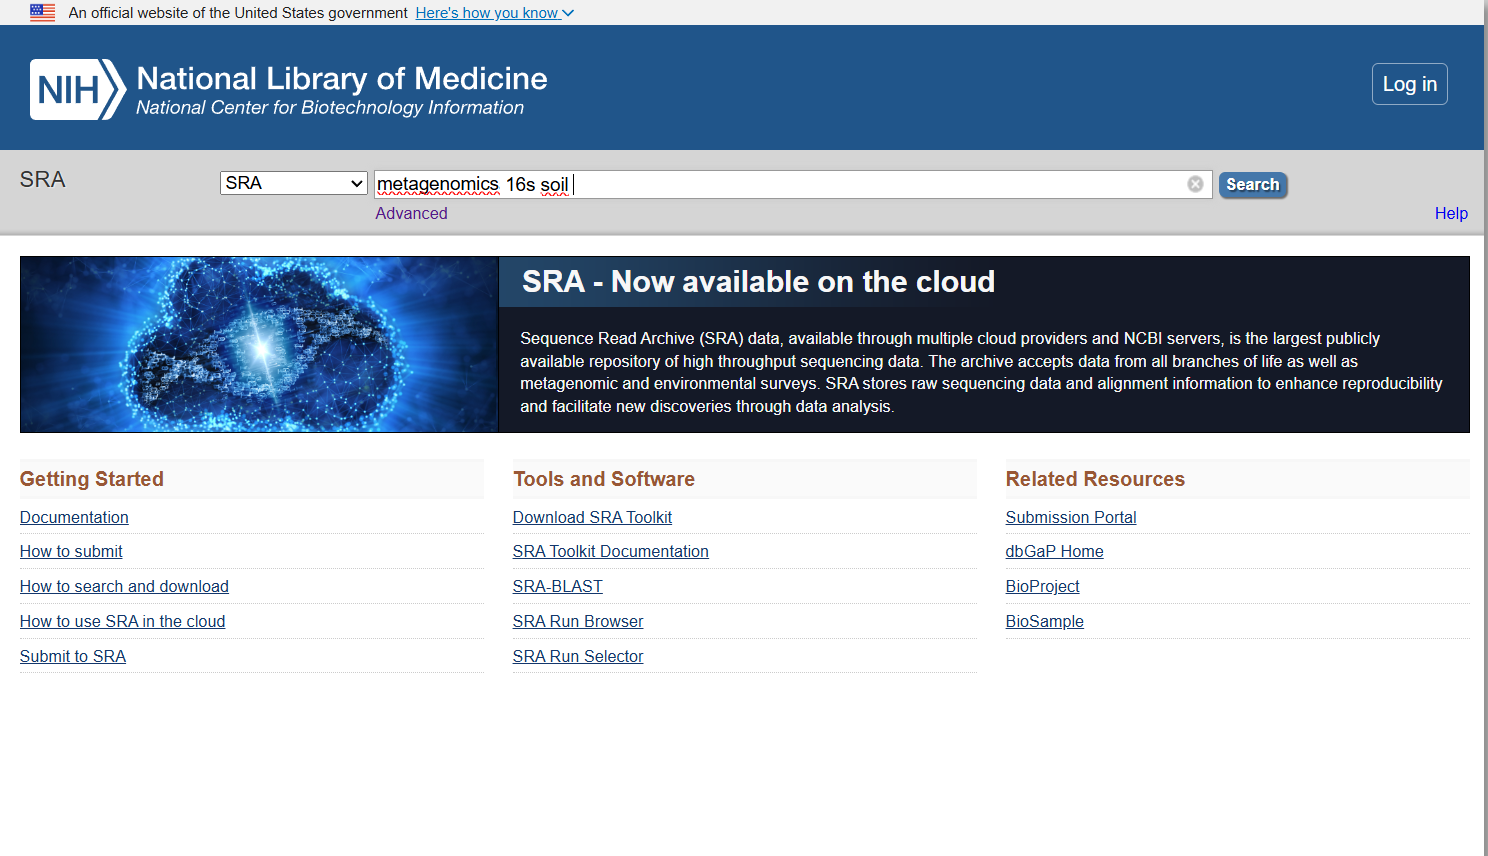 An official website of the United States government Here's how you know
NIH National Library of Medicine
National Center for Biotechnology Information
Log in
SRA
SRA
metagenomics 16s soil
Search
Advanced
Help
SRA - Now available on the cloud
Sequence Read Archive (SRA) data, available through multiple cloud providers and NCBI servers, is the largest publicly
available repository of high throughput sequencing data. The archive accepts data from all branches of life as well as
metagenomic and environmental surveys. SRA stores raw sequencing data and alignment information to enhance reproducibility
and facilitate new discoveries through data analysis.
Getting Started
Documentation
How to submit
How to search and download
How to use SRA in the cloud
Submit to SRA
Tools and Software
Download SRA Toolkit
SRA Toolkit Documentation
SRA-BLAST
SRA Run Browser
SRA Run Selector
Related Resources
Submission Portal
dbGaP Home
BioProject
BioSample